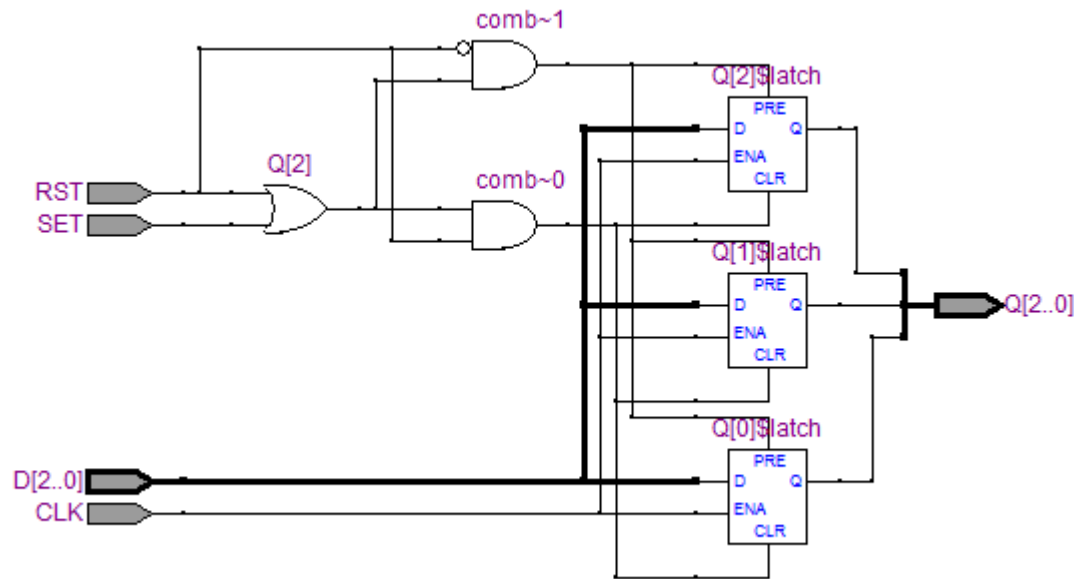 comb~1
Q[2]$latch
PRE
D
Q
ENA
CLR
Q[2]
RST
SET
comb~0
Q[1]$latch
PRE
D
Q
ENA
CLR
Q[2..0]
Q[0]$latch
PRE
D
Q
ENA
CLR
D[2..0]
CLK